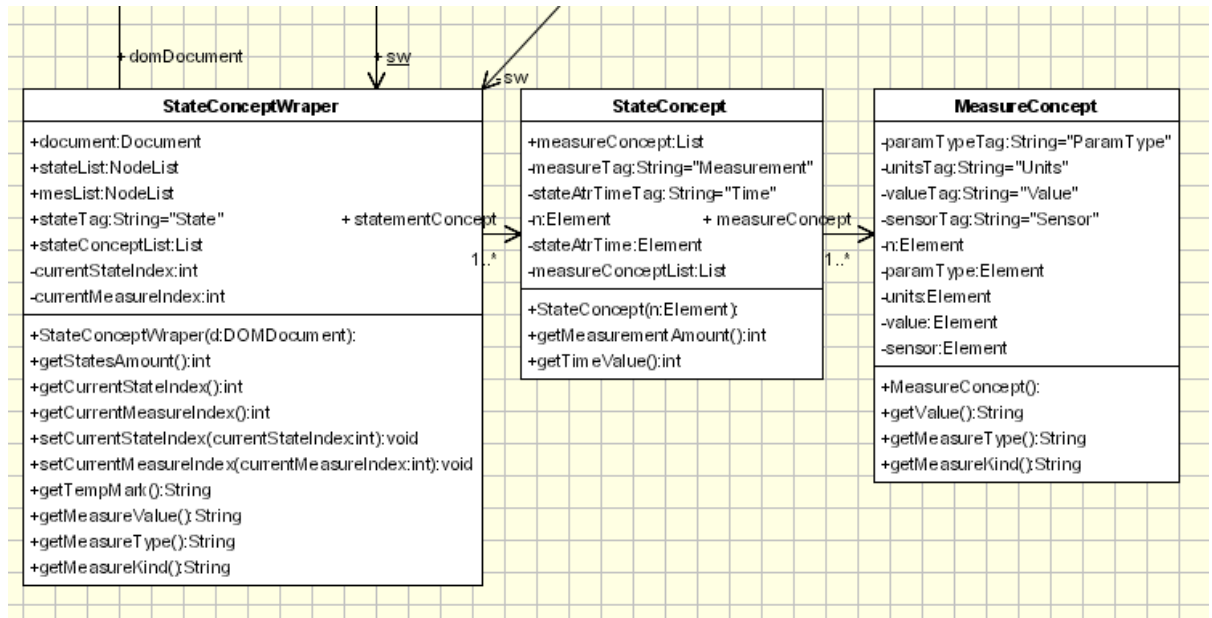 + domDocument
+ sw
-sw
StateConceptWraper
+document:Document
+stateList:NodeList
+mesList:NodeList
+stateTag:String="State"
+stateConceptList:List
-currentStateIndex:int
-currentMeasureIndex:int
+StateConceptWraper(d:DOMDocument):
+getStatesAmount():int
+getCurrentStateIndex():int
+getCurrentMeasureIndex():int
+setCurrentStateIndex(currentStateIndex:int):void
+setCurrentMeasureIndex(currentMeasureIndex:int):void
+getTempMark():String
+getMeasureValue():String
+getMeasureType():String
+getMeasureKind():String
+ statementConcept
1..*
StateConcept
+measureConcept:List
-measureTag:String="Measurement"
-stateAtrTimeTag:String="Time"
-n:Element
-stateAtrTime:Element
-measureConceptList:List
+StateConcept(n:Element):
+getMeasurementAmount():int
+getTimeValue():int
+ measureConcept
1..*
MeasureConcept
-paramTypeTag:String="ParamType"
-unitsTag:String="Units"
-valueTag:String="Value"
-sensorTag:String="Sensor"
-n:Element
-paramType:Element
-units:Element
-value:Element
-sensor:Element
+MeasureConcept():
+getValue():String
+getMeasureType():String
+getMeasureKind():String